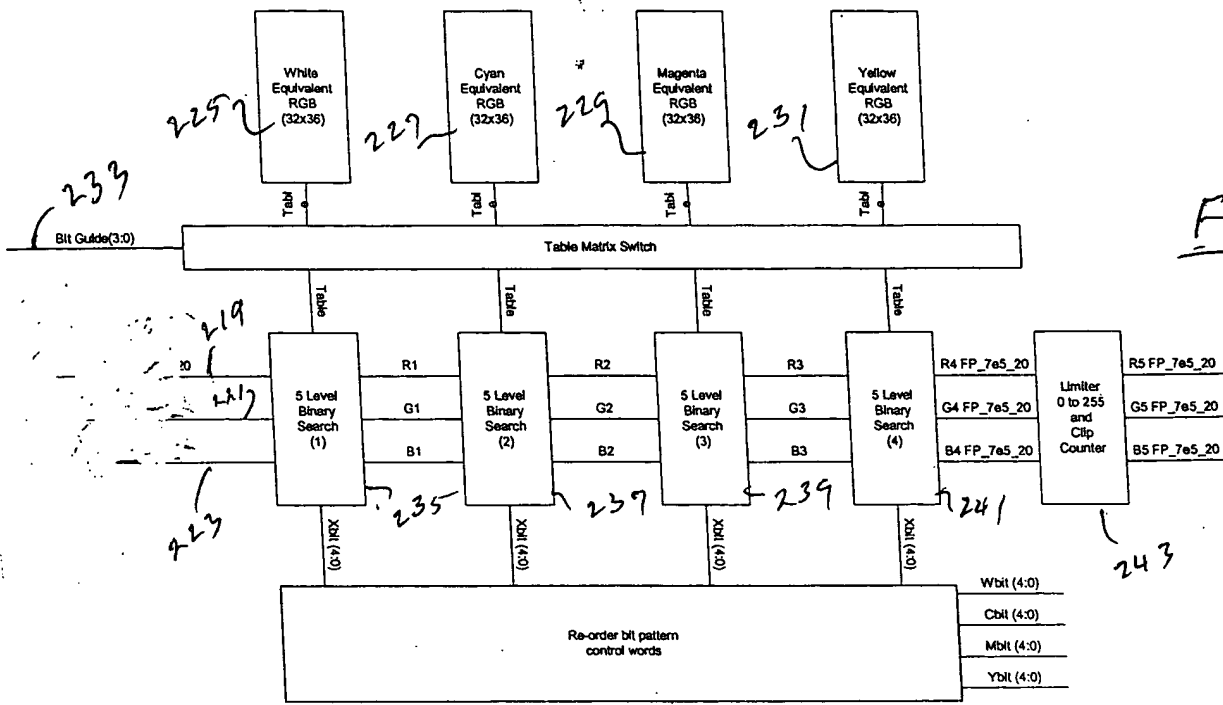 White
Equivalent
RGB
(32x36)
Cyan
Equivalent
RGB
(32x36)
Magenta
Equivalent
RGB
(32x36)
Yellow
Equivalent
RGB
(32x36)
225
227
229
231
233
Tabl e
Tabl e
Tabl e
Tabl e
Bit Guide(3:0)
Table Matrix Switch
F
Table
Table
Table
Table
219
20
221
223
5 Level
Binary
Search
(1)
R1
G1
B1
5 Level
Binary
Search
(2)
R2
G2
B2
5 Level
Binary
Search
(3)
R3
G3
B3
5 Level
Binary
Search
(4)
R4 FP_7e5_20
G4 FP_7e5_20
B4 FP_7e5_20
Limiter
0 to 255
and
Clip
Counter
R5 FP_7e5_20
G5 FP_7e5_20
B5 FP_7e5_20
235
237
239
241
243
Xbit (4:0)
Xbit (4:0)
Xbit (4:0)
Xbit (4:0)
Re-order bit pattern
control words
Wbit (4:0)
Cbit (4:0)
Mbit (4:0)
Ybit (4:0)